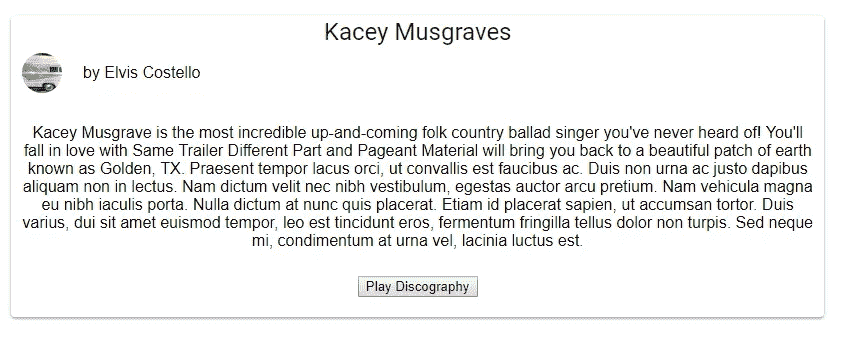 Kacey Musgraves
by Elvis Costello
Kacey Musgrave is the most incredible up-and-coming folk country ballad singer you've never heard of! You'll
fall in love with Same Trailer Different Part and Pageant Material will bring you back to a beautiful patch of earth
known as Golden, TX. Praesent tempor lacus orci, ut convallis est faucibus ac. Duis non urna ac justo dapibus
aliquam non in lectus. Nam dictum velit nec nibh vestibulum, egestas auctor arcu pretium. Nam vehicula magna
eu nibh iaculis porta. Nulla dictum at nunc quis placerat. Etiam id placerat sapien, ut accumsan tortor. Duis
varius, dui sit amet euismod tempor, leo est tincidunt eros, fermentum fringilla tellus dolor non turpis. Sed neque
mi, condimentum at urna vel, lacinia luctus est.
Play Discography